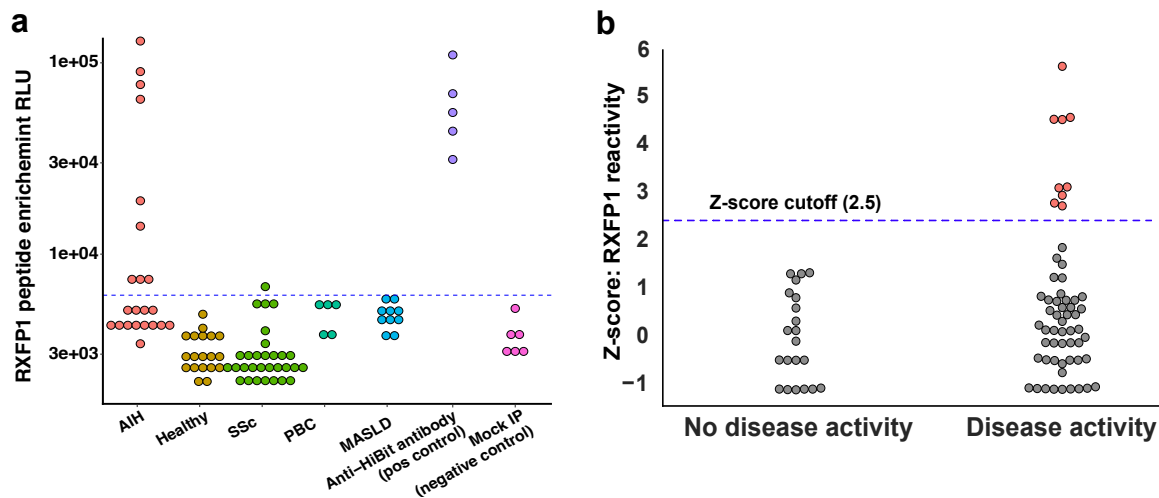 a
RXFP1 peptide enrichemint RLU
1e+05
3e+04
1e+04
3e+03
AIH
Healthy
SSc
PBC
MASLD
Anti–HiBit antibody
(pos control)
Mock IP
(negative control)
b
Z-score: RXFP1 reactivity
6
5
4
3
2
1
0
−1
Z-score cutoff (2.5)
No disease activity
Disease activity